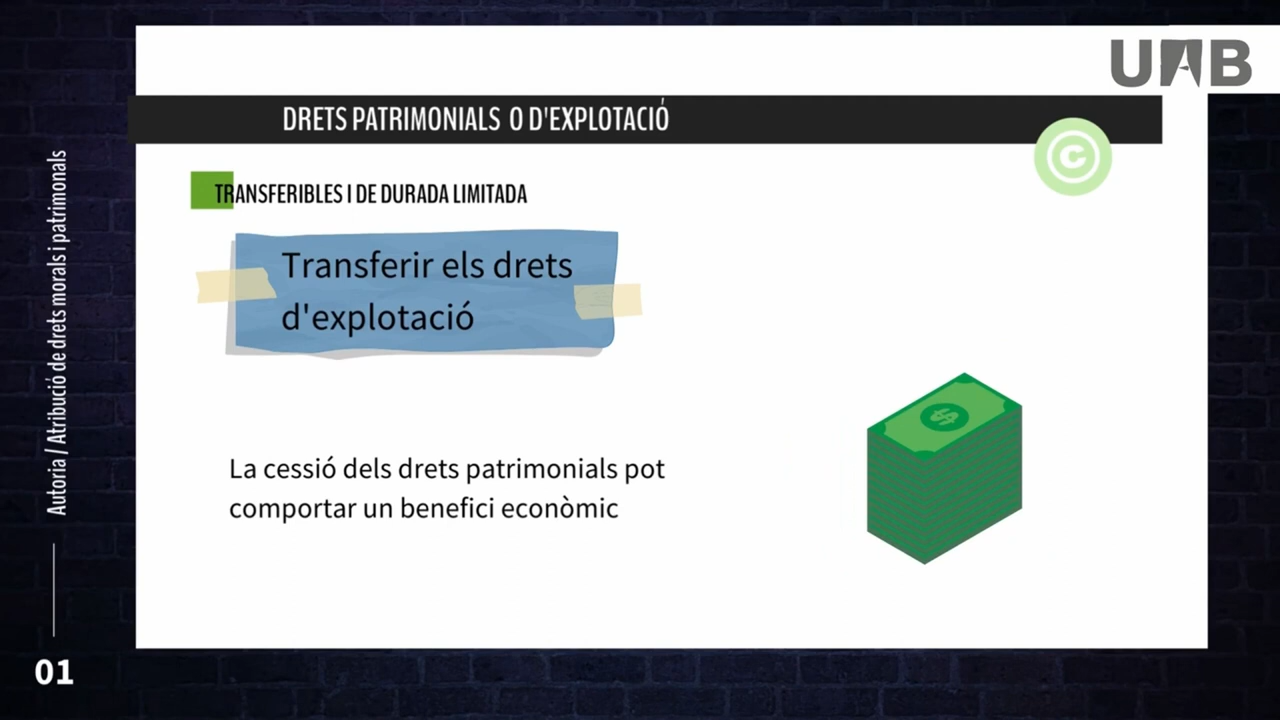 UAB
DRETS PATRIMONIALS O D'EXPLOTACIÓ
©
TRANSFERIBLES I DE DURADA LIMITADA
Transferir els drets
d'explotació
$
La cessió dels drets patrimonials pot
comportar un benefici econòmic
Autoria / Atribució de drets morals i patrimonals
01